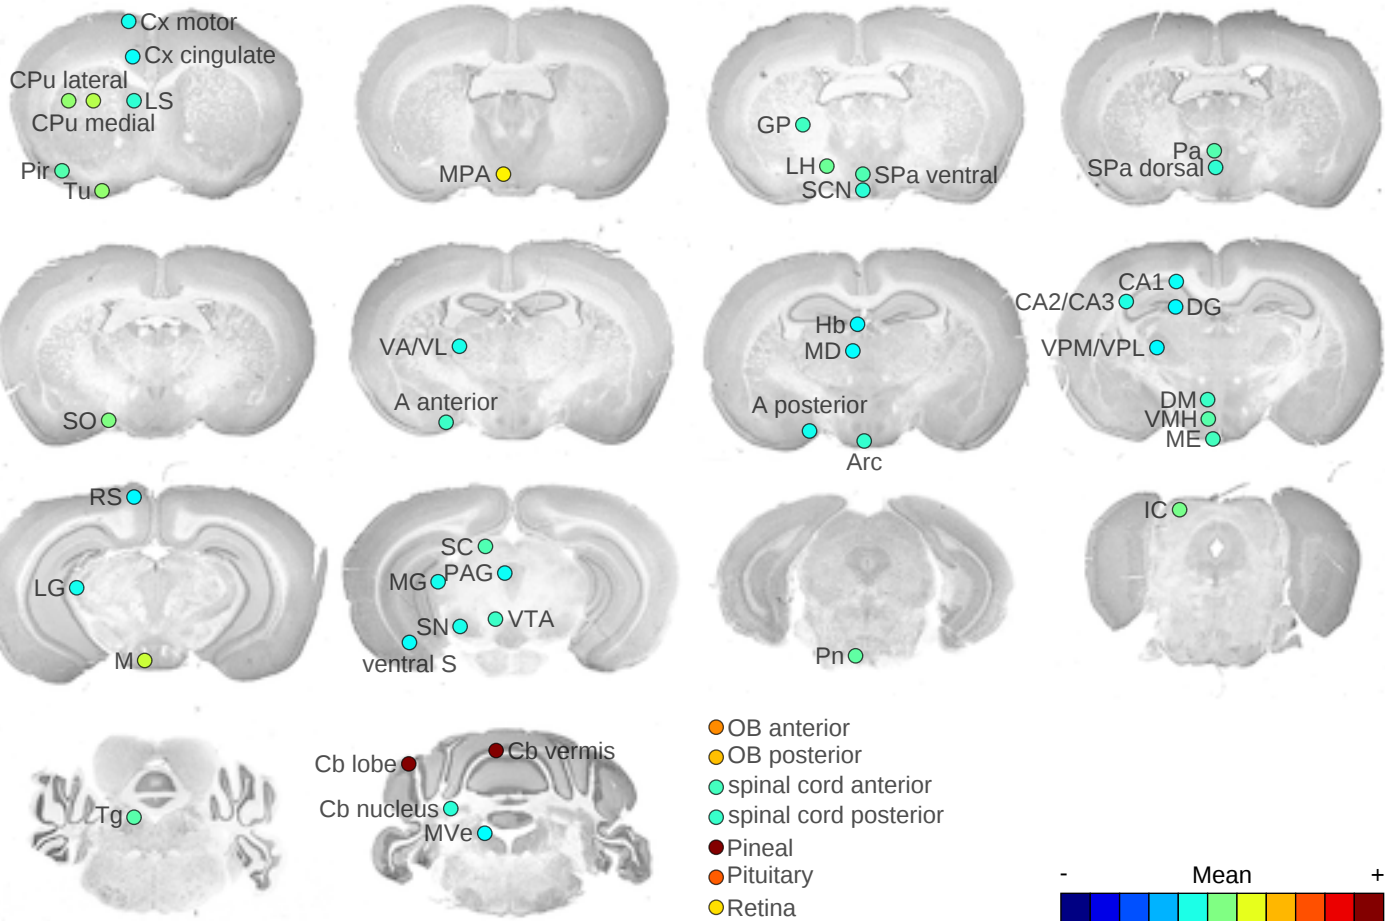 Cx motor
Cx cingulate
CPu lateral
LS
CPu medial
Pir
Tu
MPA
GP
LH
SPa ventral
SCN
Pa
SPa dorsal
SO
VA/VL
A anterior
Hb
MD
A posterior
Arc
CA1
CA2/CA3
DG
VPM/VPL
DM
VMH
ME
RS
LG
M
SC
MG
PAG
SN
VTA
ventral S
Pn
IC
Tg
Cb lobe
Cb vermis
Cb nucleus
MVe
OB anterior
OB posterior
spinal cord anterior
spinal cord posterior
Pineal
Pituitary
Retina
- Mean +